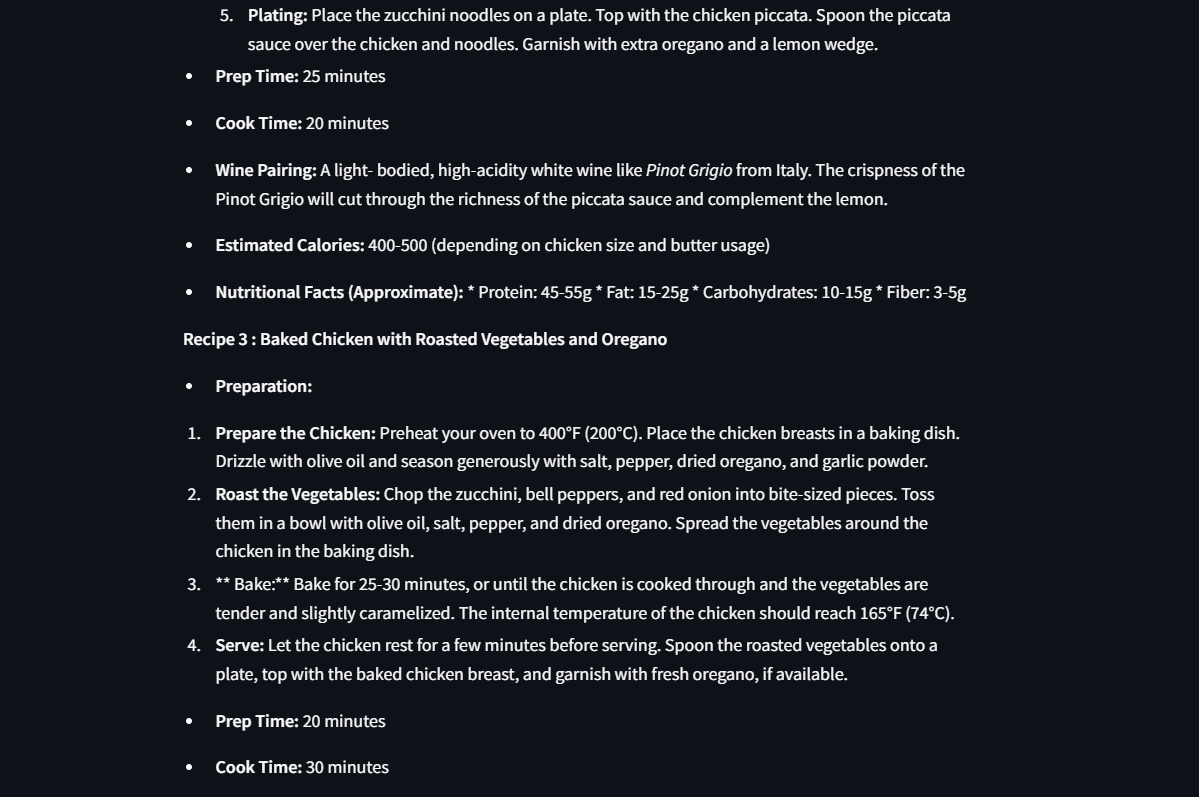 5. Plating: Place the zucchini noodles on a plate. Top with the chicken piccata. Spoon the piccata
sauce over the chicken and noodles. Garnish with extra oregano and a lemon wedge.
• Prep Time: 25 minutes
• Cook Time: 20 minutes
• Wine Pairing: A light- bodied, high-acidity white wine like Pinot Grigio from Italy. The crispness of the
Pinot Grigio will cut through the richness of the piccata sauce and complement the lemon.
• Estimated Calories: 400-500 (depending on chicken size and butter usage)
• Nutritional Facts (Approximate): * Protein: 45-55g * Fat: 15-25g * Carbohydrates: 10-15g * Fiber: 3-5g
Recipe 3 : Baked Chicken with Roasted Vegetables and Oregano
• Preparation:
1. Prepare the Chicken: Preheat your oven to 400°F (200°C). Place the chicken breasts in a baking dish.
Drizzle with olive oil and season generously with salt, pepper, dried oregano, and garlic powder.
2. Roast the Vegetables: Chop the zucchini, bell peppers, and red onion into bite-sized pieces. Toss
them in a bowl with olive oil, salt, pepper, and dried oregano. Spread the vegetables around the
chicken in the baking dish.
3. ** Bake:** Bake for 25-30 minutes, or until the chicken is cooked through and the vegetables are
tender and slightly caramelized. The internal temperature of the chicken should reach 165°F (74°C).
4. Serve: Let the chicken rest for a few minutes before serving. Spoon the roasted vegetables onto a
plate, top with the baked chicken breast, and garnish with fresh oregano, if available.
• Prep Time: 20 minutes
• Cook Time: 30 minutes